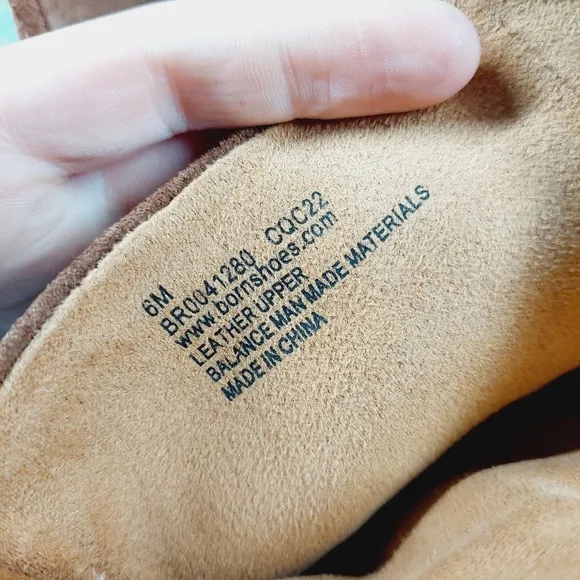 6M
BR0041280 CQC22
www.bornshoes.com
LEATHER UPPER
BALANCE MAN MADE MATERIALS
MADE IN CHINA